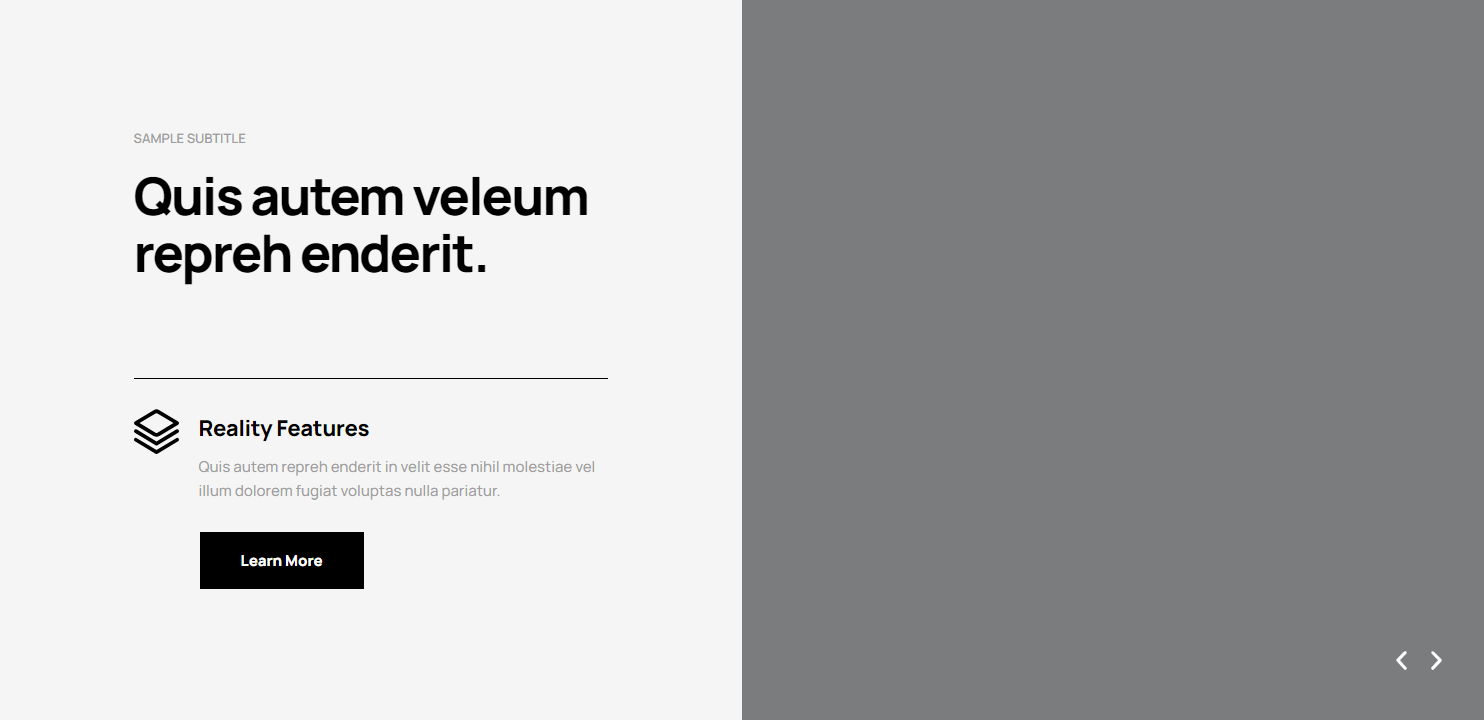 SAMPLE SUBTITLE
Quis autem veleum
repreh enderit.
Reality Features
Quis autem repreh enderit in velit esse nihil molestiae vel
illum dolorem fugiat voluptas nulla pariatur.
Learn More